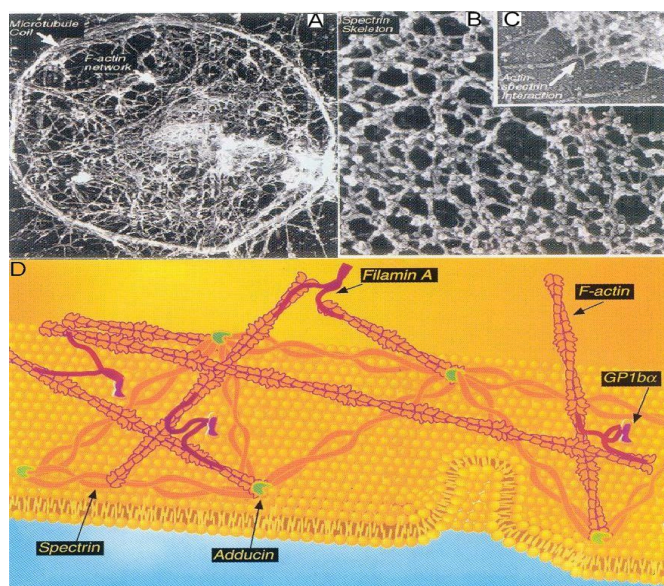 Microtubule
Coil
A
F-actin
network
Spectrin
Skeleton
B
C
Actin-
spectrin
interaction
D
Filamin A
F-actin
GP1bα
Spectrin
Adducin